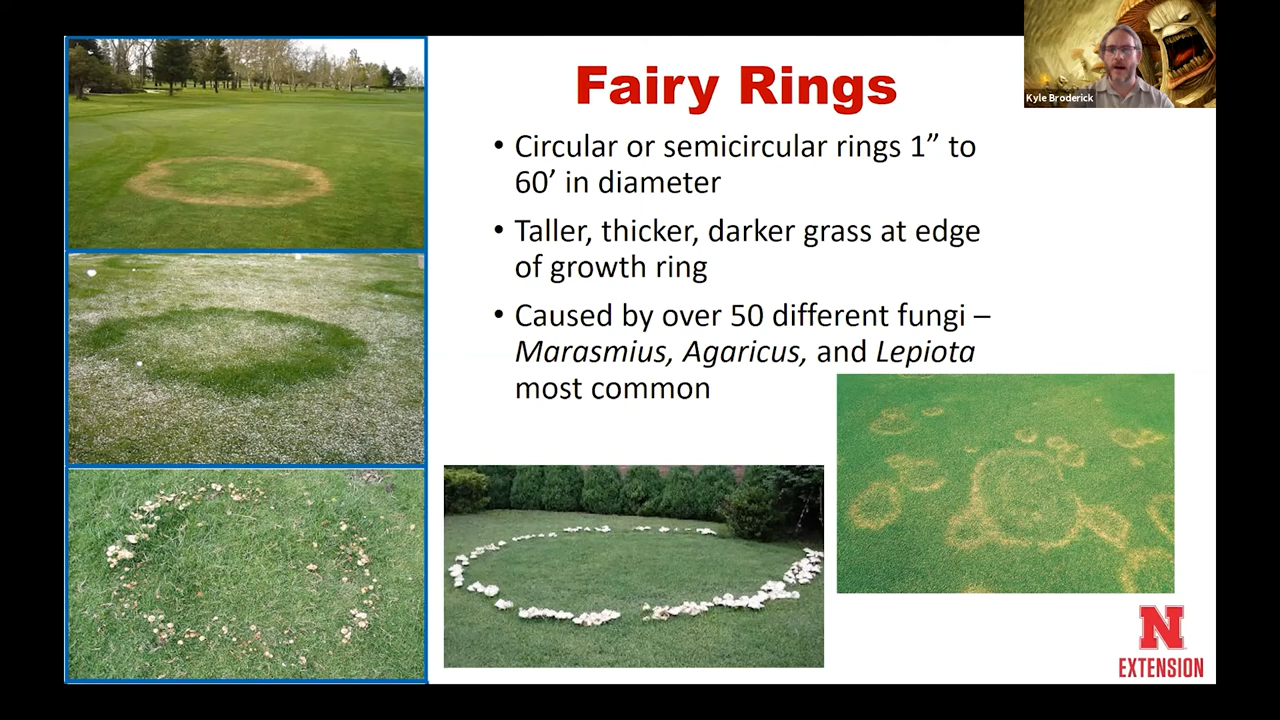 Fairy Rings
• Circular or semicircular rings 1” to
60’ in diameter
• Taller, thicker, darker grass at edge
of growth ring
• Caused by over 50 different fungi –
Marasmius, Agaricus, and Lepiota
most common
Kyle Broderick
N
EXTENSION